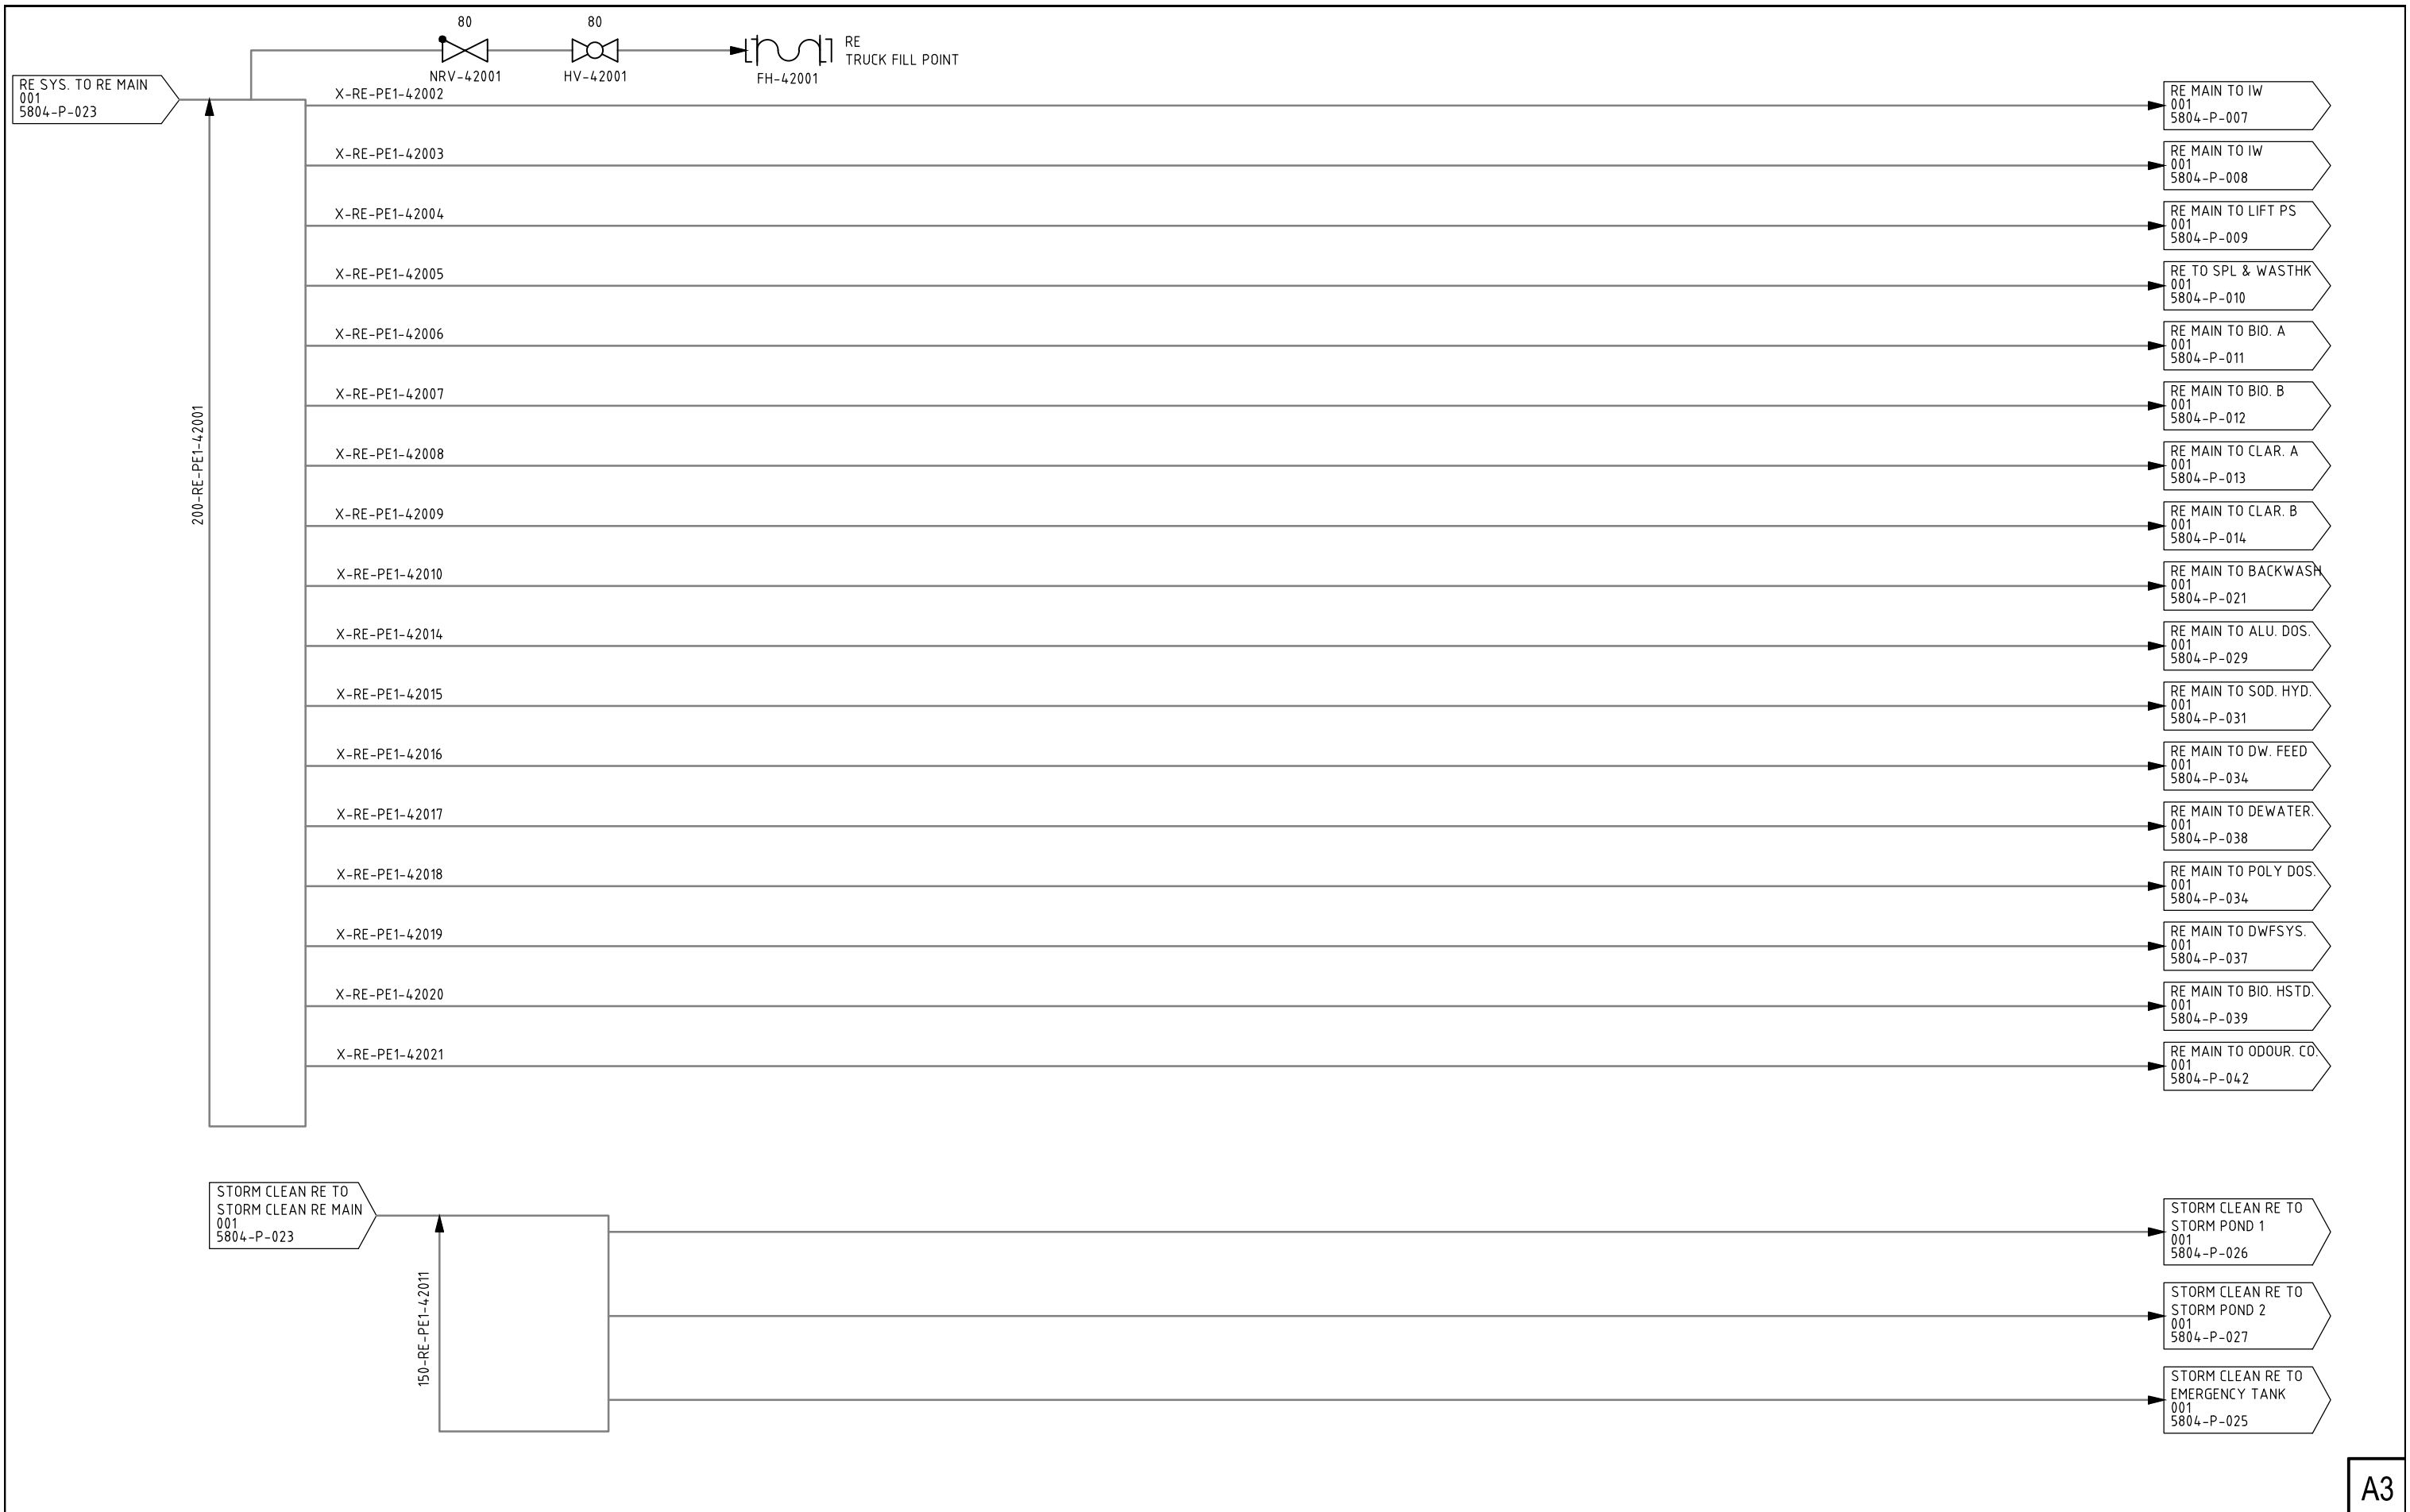 80
80
NRV-42001
HV-42001
FH-42001
RE
TRUCK FILL POINT
RE SYS. TO RE MAIN
001
5804-P-023
200-RE-PE1-42001
X-RE-PE1-42002
RE MAIN TO IW
001
5804-P-007
X-RE-PE1-42003
RE MAIN TO IW
001
5804-P-008
X-RE-PE1-42004
RE MAIN TO LIFT PS
001
5804-P-009
X-RE-PE1-42005
RE TO SPL & WASTHK
001
5804-P-010
X-RE-PE1-42006
RE MAIN TO BIO. A
001
5804-P-011
X-RE-PE1-42007
RE MAIN TO BIO. B
001
5804-P-012
X-RE-PE1-42008
RE MAIN TO CLAR. A
001
5804-P-013
X-RE-PE1-42009
RE MAIN TO CLAR. B
001
5804-P-014
X-RE-PE1-42010
RE MAIN TO BACKWASH
001
5804-P-021
X-RE-PE1-42014
RE MAIN TO ALU. DOS.
001
5804-P-029
X-RE-PE1-42015
RE MAIN TO SOD. HYD.
001
5804-P-031
X-RE-PE1-42016
RE MAIN TO DW. FEED
001
5804-P-034
X-RE-PE1-42017
RE MAIN TO DEWATER.
001
5804-P-038
X-RE-PE1-42018
RE MAIN TO POLY DOS.
001
5804-P-034
X-RE-PE1-42019
RE MAIN TO DWFSYS.
001
5804-P-037
X-RE-PE1-42020
RE MAIN TO BIO. HSTD.
001
5804-P-039
X-RE-PE1-42021
RE MAIN TO ODOUR. CO.
001
5804-P-042
STORM CLEAN RE TO
STORM CLEAN RE MAIN
001
5804-P-023
150-RE-PE1-42011
STORM CLEAN RE TO
STORM POND 1
001
5804-P-026
STORM CLEAN RE TO
STORM POND 2
001
5804-P-027
STORM CLEAN RE TO
EMERGENCY TANK
001
5804-P-025
A3